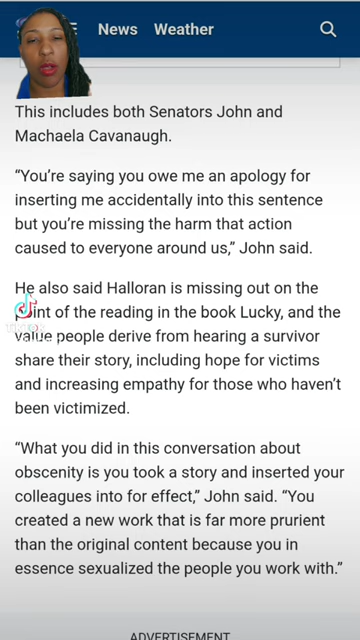 News Weather
This includes both Senators John and
Machaela Cavanaugh.
“You’re saying you owe me an apology for
inserting me accidentally into this sentence
but you’re missing the harm that action
caused to everyone around us,” John said.
He also said Halloran is missing out on the
point of the reading in the book Lucky, and the
value people derive from hearing a survivor
share their story, including hope for victims
and increasing empathy for those who haven’t
been victimized.
“What you did in this conversation about
obscenity is you took a story and inserted your
colleagues into for effect,” John said. “You
created a new work that is far more prurient
than the original content because you in
essence sexualized the people you work with.”
ADVERTISEMENT